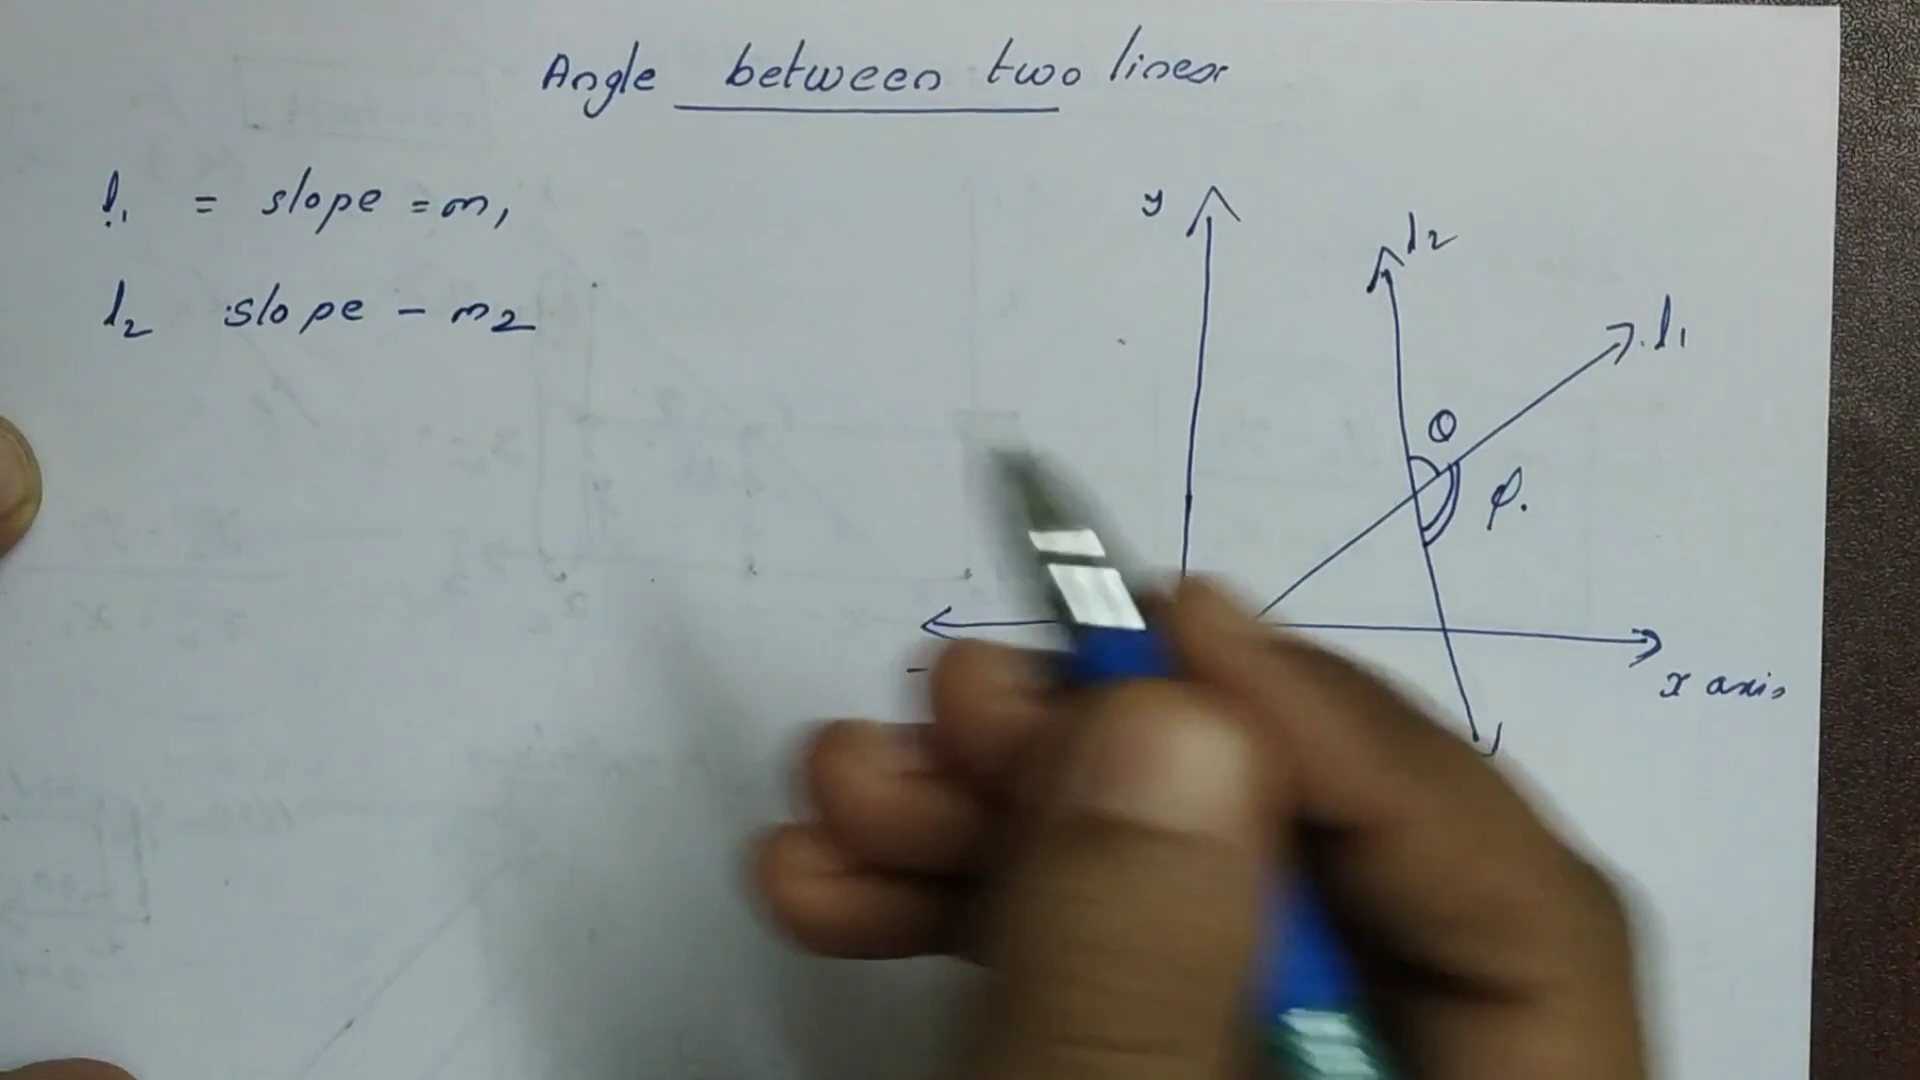 Angle between two lines
l₁ = slope = m₁
l₂ slope - m₂
y
l₂
l₁
θ
φ.
x axis